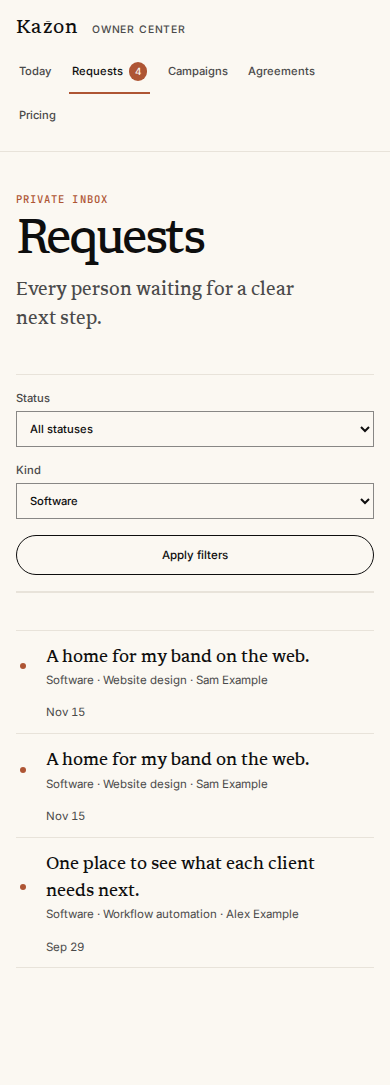 Kažon OWNER CENTER
Today Requests 4 Campaigns Agreements
Pricing
PRIVATE INBOX
Requests
Every person waiting for a clear
next step.
Status
All statuses
Kind
Software
Apply filters
A home for my band on the web.
Software · Website design · Sam Example
Nov 15
A home for my band on the web.
Software · Website design · Sam Example
Nov 15
One place to see what each client
needs next.
Software · Workflow automation · Alex Example
Sep 29